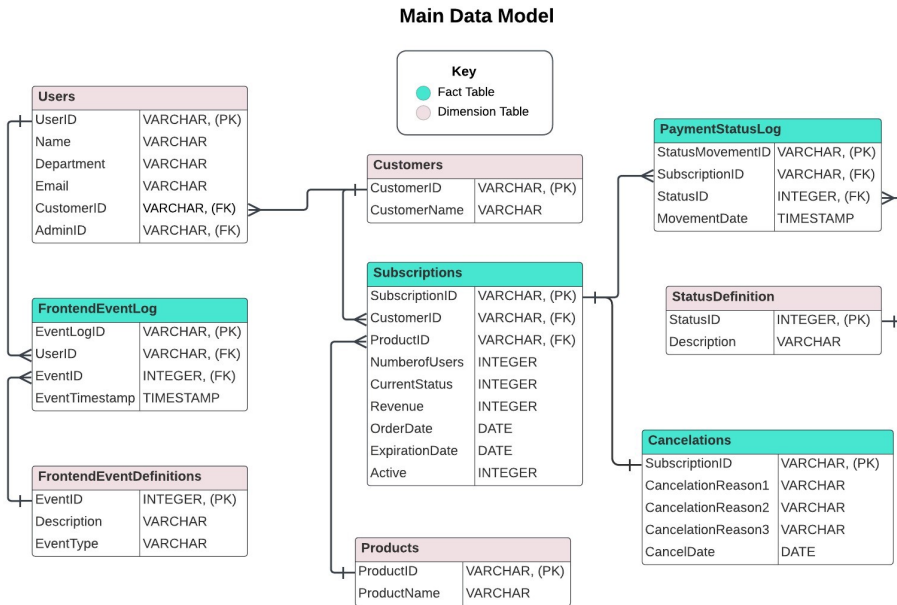 Main Data Model
Key
Fact Table
Dimension Table
Users
UserID VARCHAR, (PK)
Name VARCHAR
Department VARCHAR
Email VARCHAR
CustomerID VARCHAR, (FK)
AdminID VARCHAR, (FK)
Customers
CustomerID VARCHAR, (PK)
CustomerName VARCHAR
PaymentStatusLog
StatusMovementID VARCHAR, (PK)
SubscriptionID VARCHAR, (FK)
StatusID INTEGER, (FK)
MovementDate TIMESTAMP
FrontendEventLog
EventLogID VARCHAR, (PK)
UserID VARCHAR, (FK)
EventID INTEGER, (FK)
EventTimestamp TIMESTAMP
Subscriptions
SubscriptionID VARCHAR, (PK)
CustomerID VARCHAR, (FK)
ProductID VARCHAR, (FK)
NumberofUsers INTEGER
CurrentStatus INTEGER
Revenue INTEGER
OrderDate DATE
ExpirationDate DATE
Active INTEGER
StatusDefinition
StatusID INTEGER, (PK)
Description VARCHAR
FrontendEventDefinitions
EventID INTEGER, (PK)
Description VARCHAR
EventType VARCHAR
Cancelations
SubscriptionID VARCHAR, (PK)
CancelationReason1 VARCHAR
CancelationReason2 VARCHAR
CancelationReason3 VARCHAR
CancelDate DATE
Products
ProductID VARCHAR, (PK)
ProductName VARCHAR